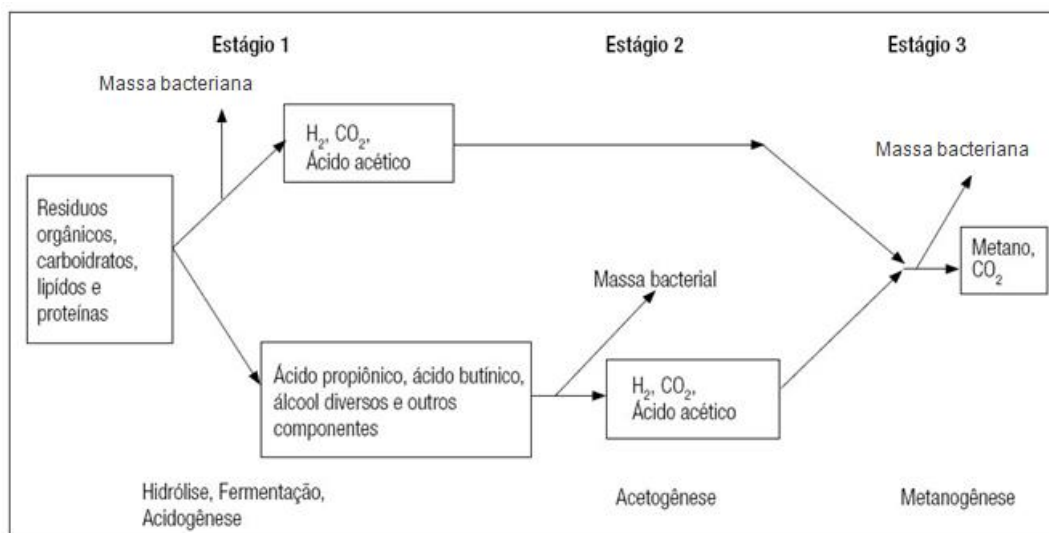 Estágio 1
Estágio 2
Estágio 3
Massa bacteriana
H2, CO2,
Ácido acético
Massa bacteriana
Residuos
orgânicos,
carboidratos,
lipídos e
proteínas
Metano,
CO2
Massa bacterial
Ácido propiônico, ácido butínico,
álcool diversos e outros
componentes
H2, CO2,
Ácido acético
Hidrólise, Fermentação,
Acidogênese
Acetogênese
Metanogênese